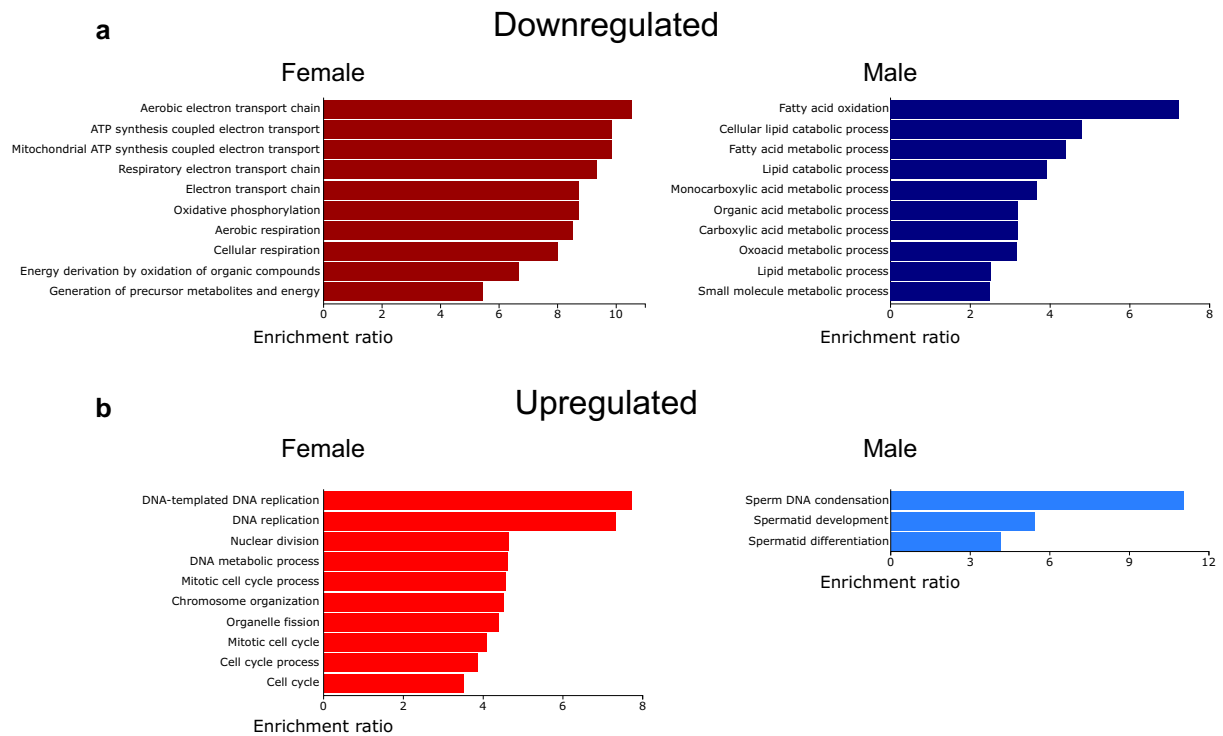 a
Downregulated
Female
Aerobic electron transport chain
ATP synthesis coupled electron transport
Mitochondrial ATP synthesis coupled electron transport
Respiratory electron transport chain
Electron transport chain
Oxidative phosphorylation
Aerobic respiration
Cellular respiration
Energy derivation by oxidation of organic compounds
Generation of precursor metabolites and energy
0 2 4 6 8 10
Enrichment ratio
Male
Fatty acid oxidation
Cellular lipid catabolic process
Fatty acid metabolic process
Lipid catabolic process
Monocarboxylic acid metabolic process
Organic acid metabolic process
Carboxylic acid metabolic process
Oxoacid metabolic process
Lipid metabolic process
Small molecule metabolic process
0 2 4 6 8
Enrichment ratio
b
Upregulated
Female
DNA-templated DNA replication
DNA replication
Nuclear division
DNA metabolic process
Mitotic cell cycle process
Chromosome organization
Organelle fission
Mitotic cell cycle
Cell cycle process
Cell cycle
0 2 4 6 8
Enrichment ratio
Male
Sperm DNA condensation
Spermatid development
Spermatid differentiation
0 3 6 9 12
Enrichment ratio